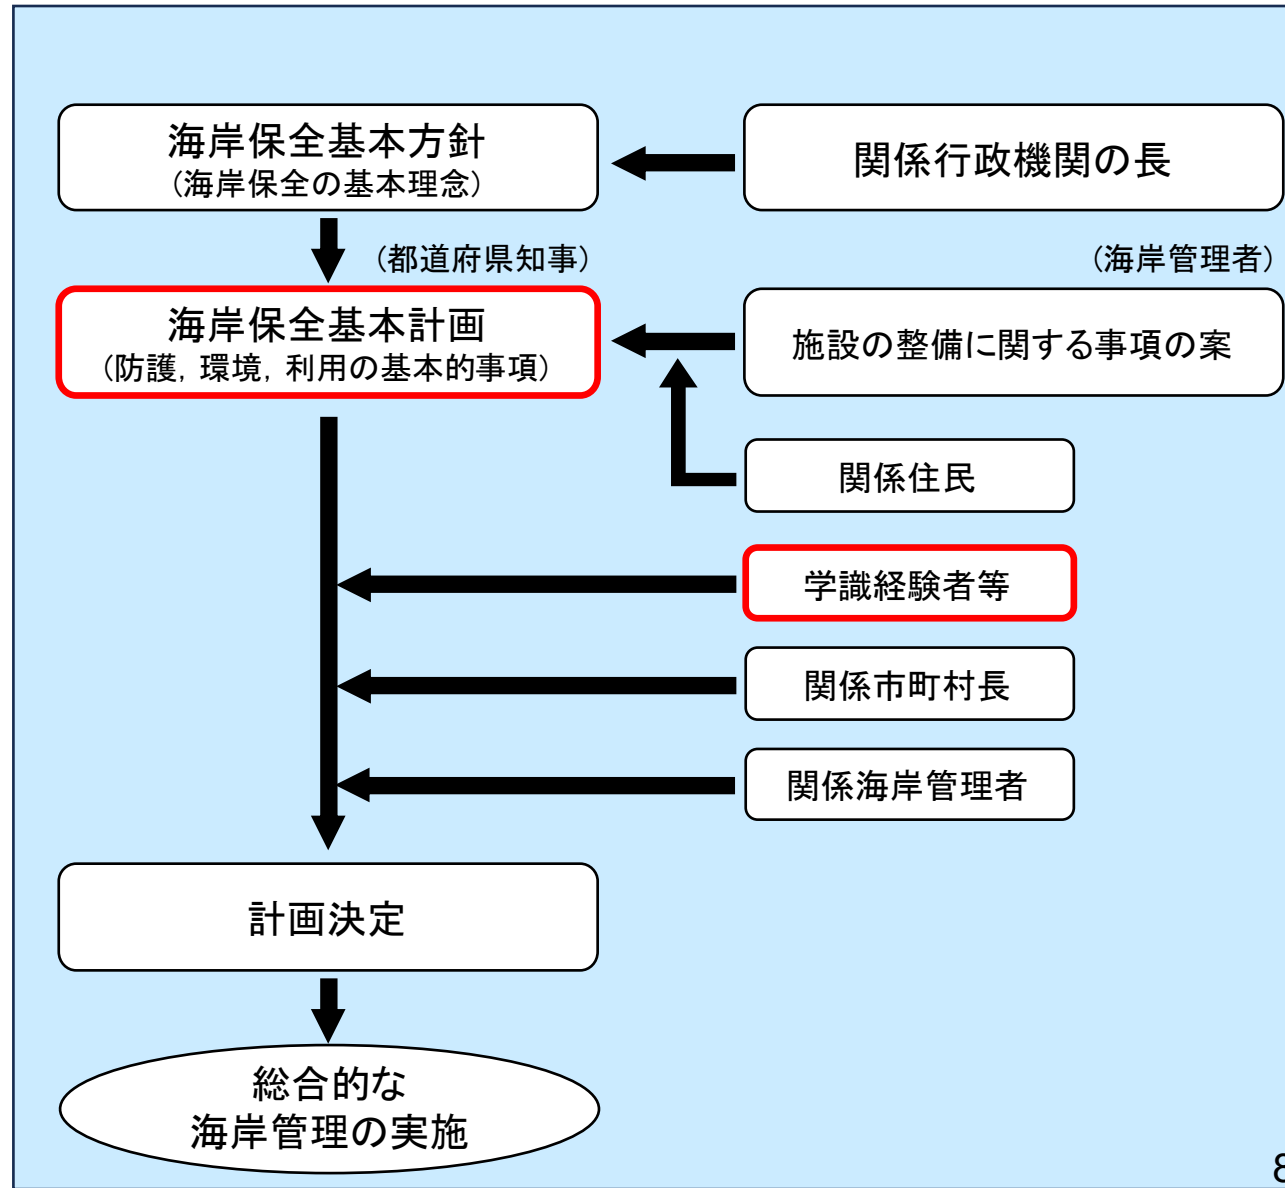 海岸保全基本方針
(海岸保全の基本理念)
関係行政機関の長
(都道府県知事)
(海岸管理者)
海岸保全基本計画
(防護，環境，利用の基本的事項)
施設の整備に関する事項の案
関係住民
学識経験者等
関係市町村長
関係海岸管理者
計画決定
総合的な
海岸管理の実施
8